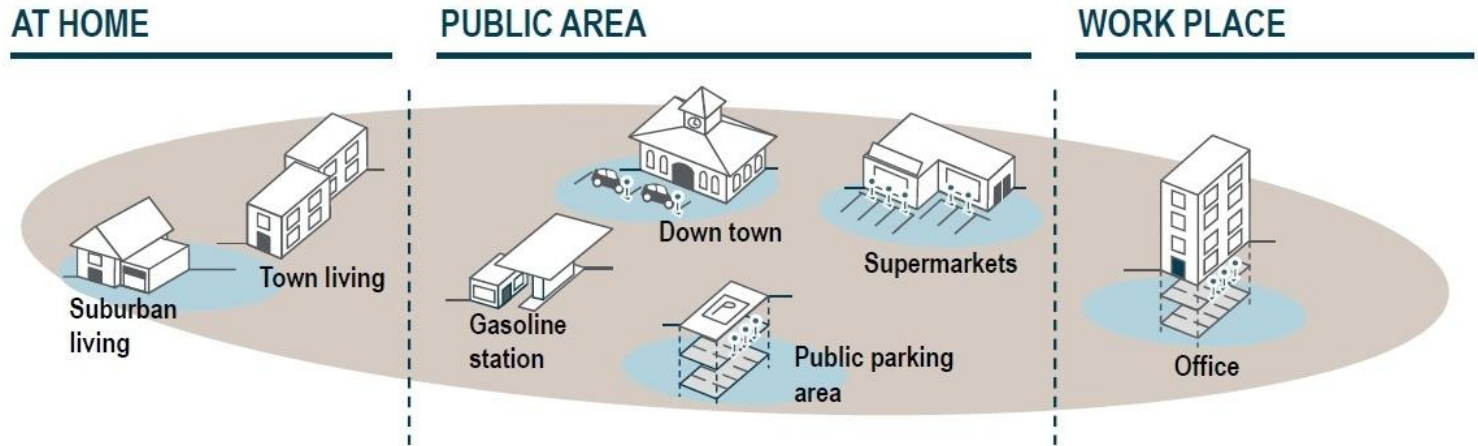 AT HOME
PUBLIC AREA
WORK PLACE
Down town
Supermarkets
Town living
Suburban
living
Gasoline
station
P
Public parking
area
Office